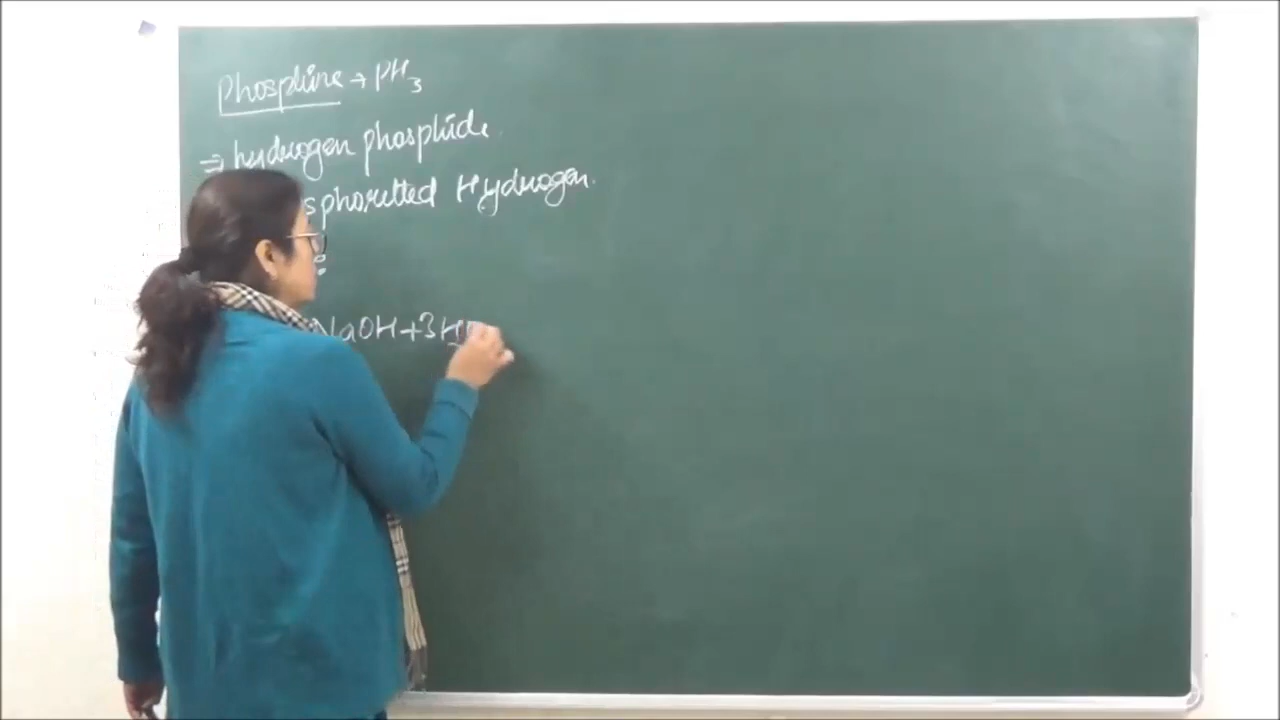 Phosphine → PH3
⇒ hydrogen phosphide.
sphoretted Hydrogen.
NaOH + 3H